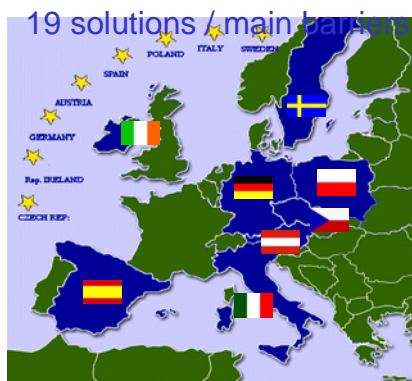 19 solutions / main barriers
ITALY
SWEDEN
POLAND
SPAIN
AUSTRIA
GERMANY
Rep. IRELAND
CZECH REP: